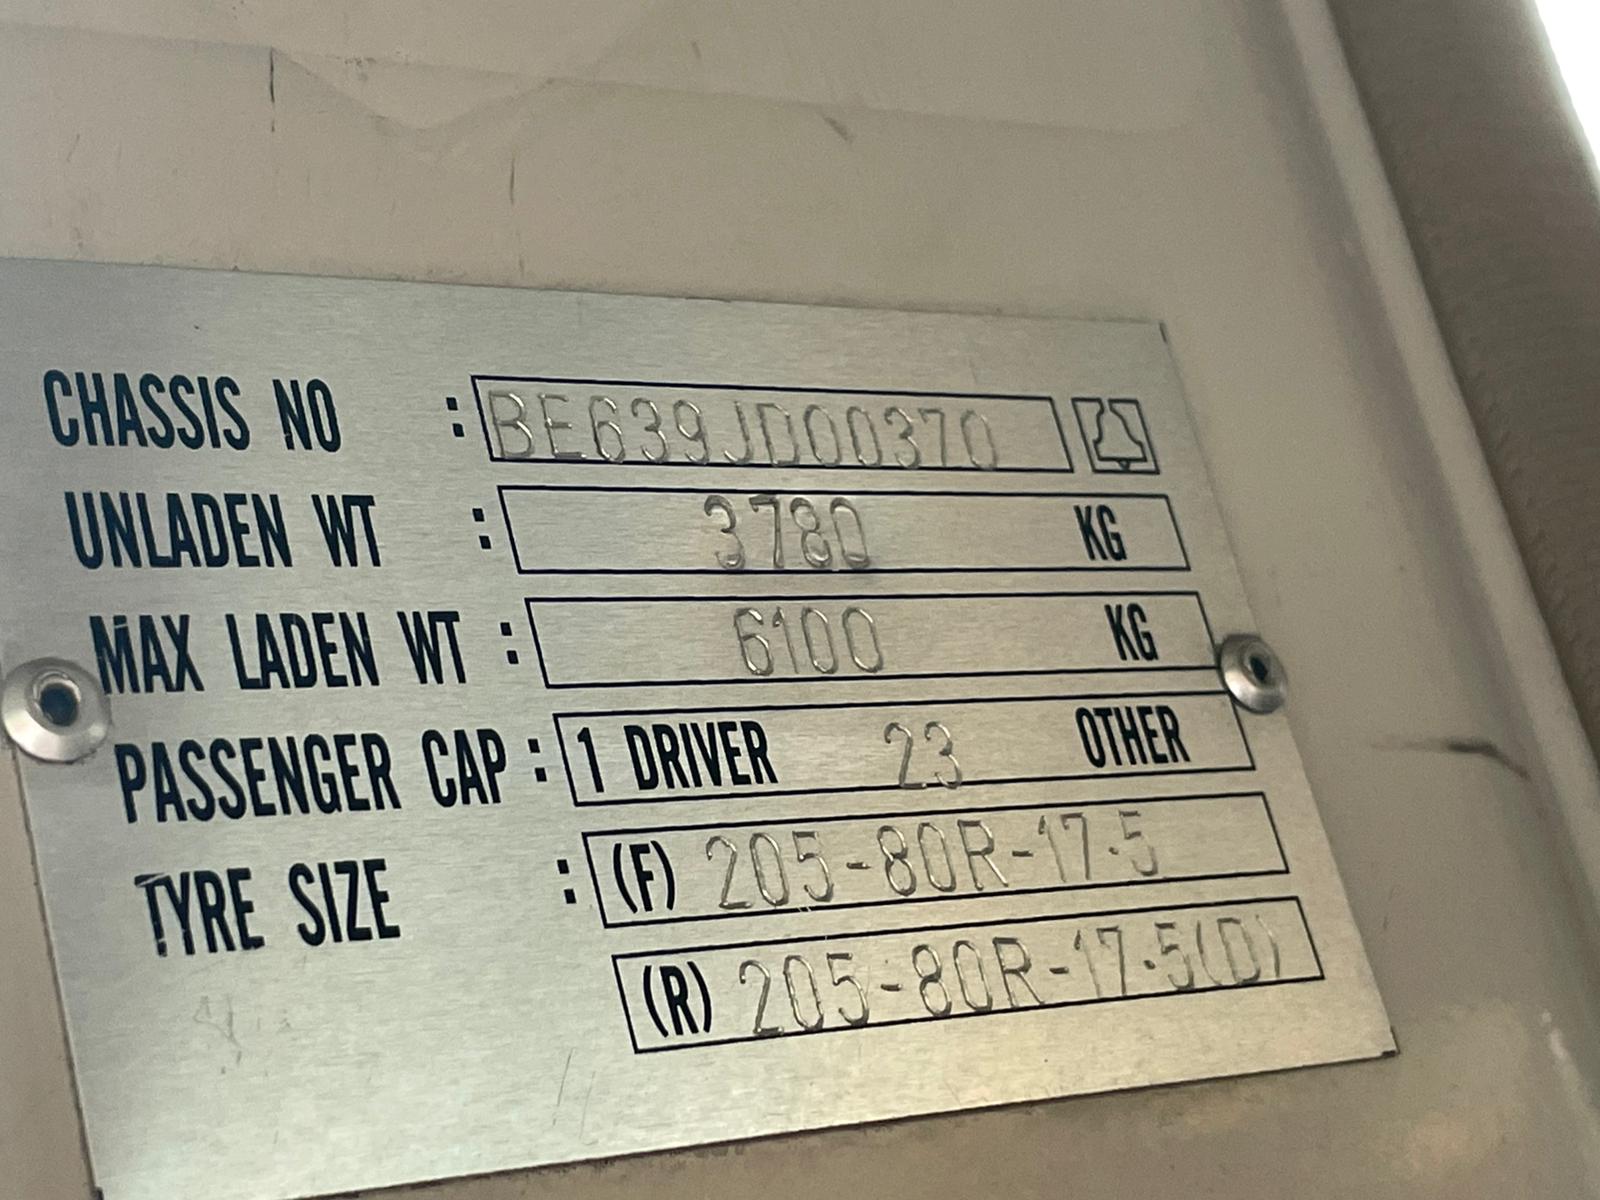 CHASSIS NO : BE639JD00370
UNLADEN WT : 3780 KG
MAX LADEN WT : 6100 KG
PASSENGER CAP : 1 DRIVER 23 OTHER
TYRE SIZE : (F) 205-80R-17.5
(R) 205-80R-17.5(D)